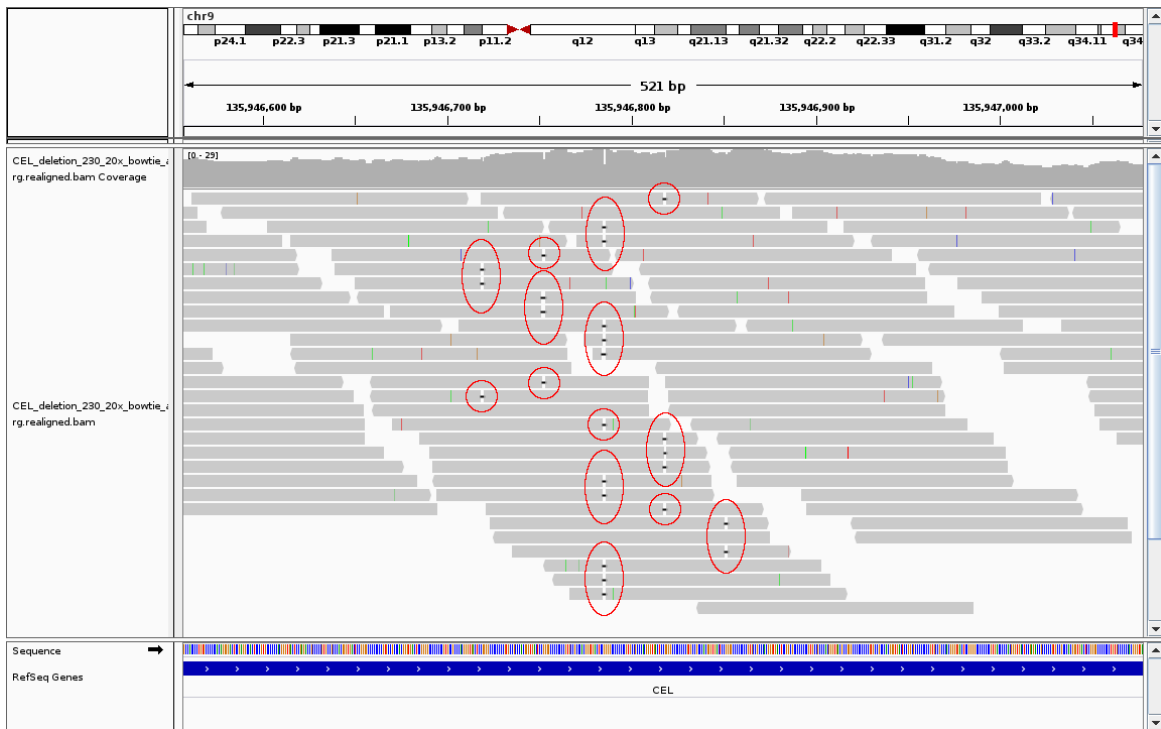 chr9
p24.1 p22.3 p21.3 p21.1 p13.2 p11.2 q12 q13 q21.13 q21.32 q22.2 q22.33 q31.2 q32 q33.2 q34.11 q34
521 bp
135,946,600 bp 135,946,700 bp 135,946,800 bp 135,946,900 bp 135,947,000 bp
CEL_deletion_230_20x_bowtie_a
rg.realigned.bam Coverage
[0 - 29]
CEL_deletion_230_20x_bowtie_a
rg.realigned.bam
Sequence
RefSeq Genes
CEL